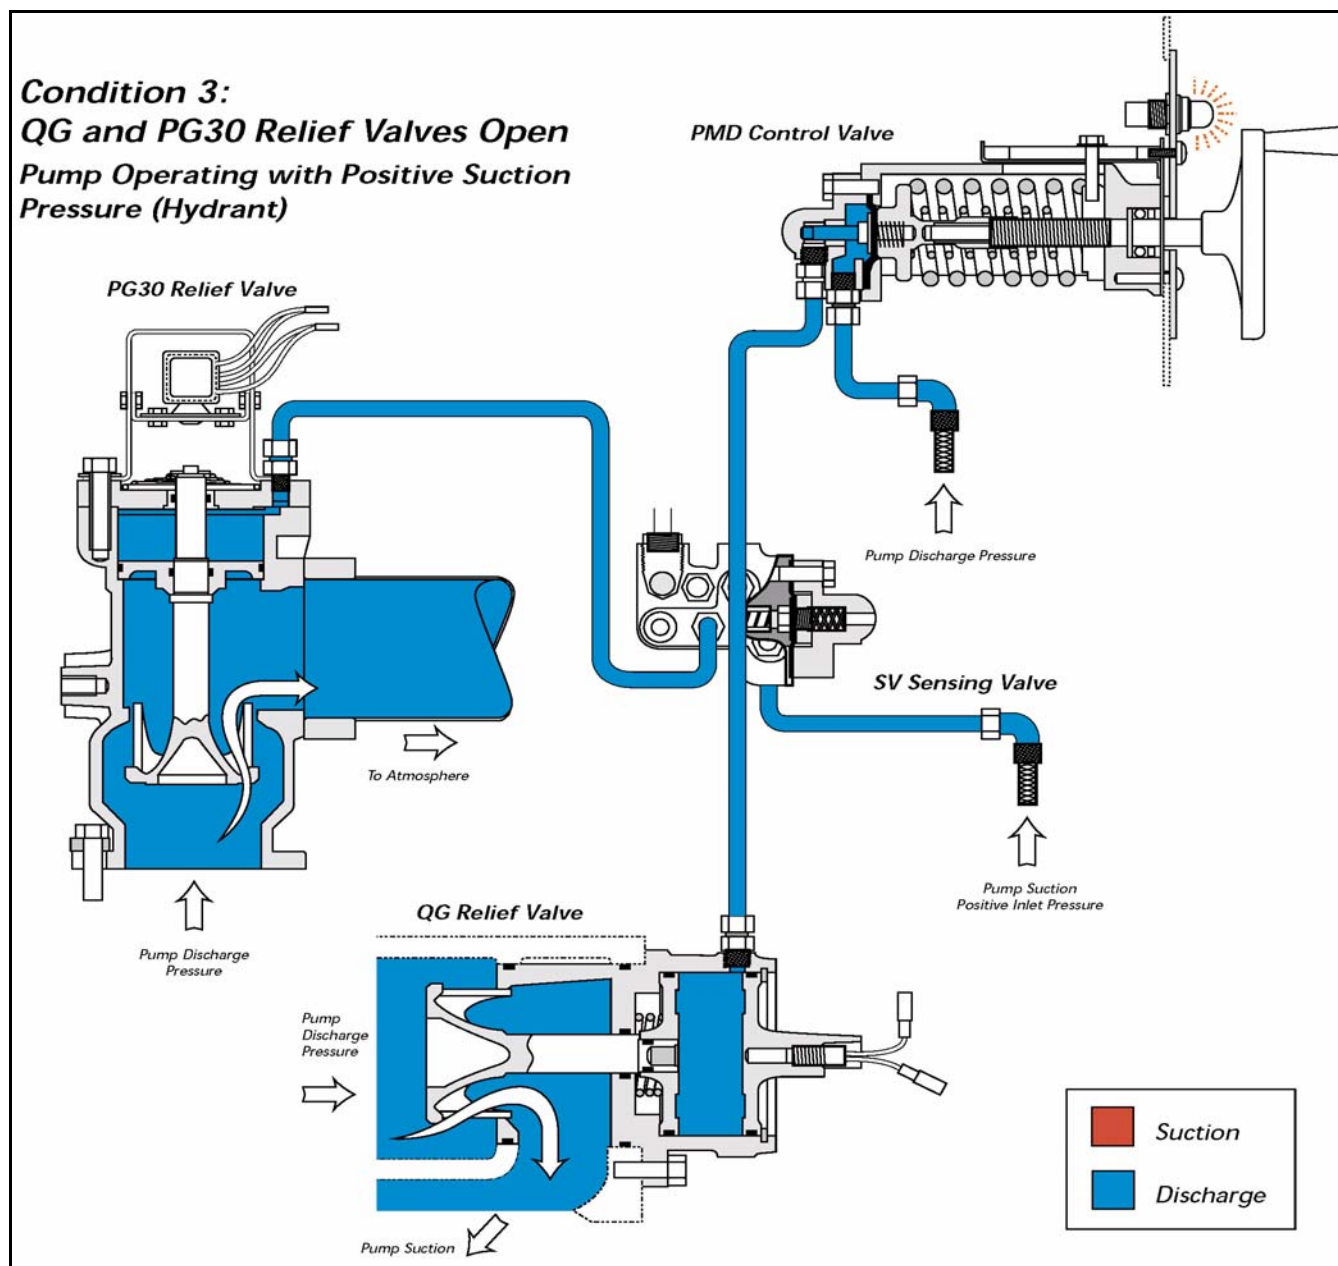 Condition 3:
QG and PG30 Relief Valves Open
Pump Operating with Positive Suction
Pressure (Hydrant)
PMD Control Valve
PG30 Relief Valve
Pump Discharge Pressure
SV Sensing Valve
To Atmosphere
Pump Suction
Positive Inlet Pressure
QG Relief Valve
Pump Discharge
Pressure
Pump
Discharge
Pressure
Pump Suction
Suction
Discharge